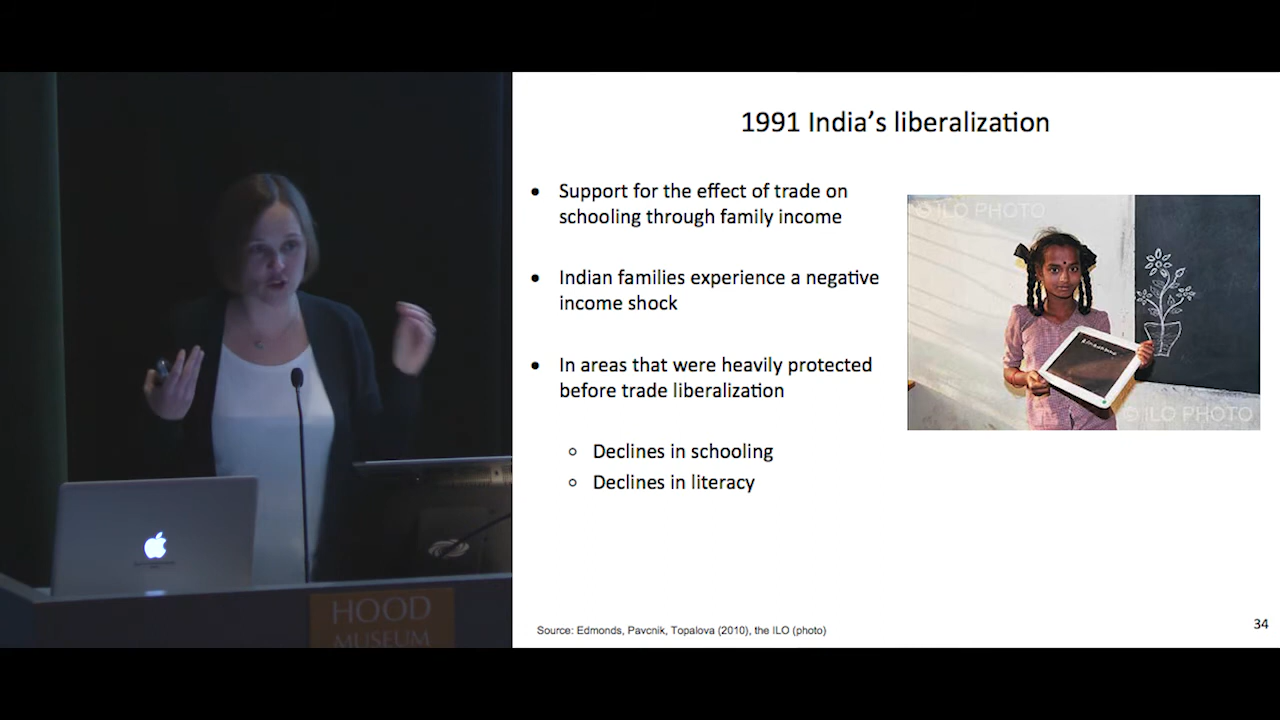 1991 India's liberalization
• Support for the effect of trade on
schooling through family income
• Indian families experience a negative
income shock
• In areas that were heavily protected
before trade liberalization
○ Declines in schooling
○ Declines in literacy
© ILO PHOTO
© ILO PHOTO
HOOD
MUSEUM
Source: Edmonds, Pavcnik, Topalova (2010), the ILO (photo)
34